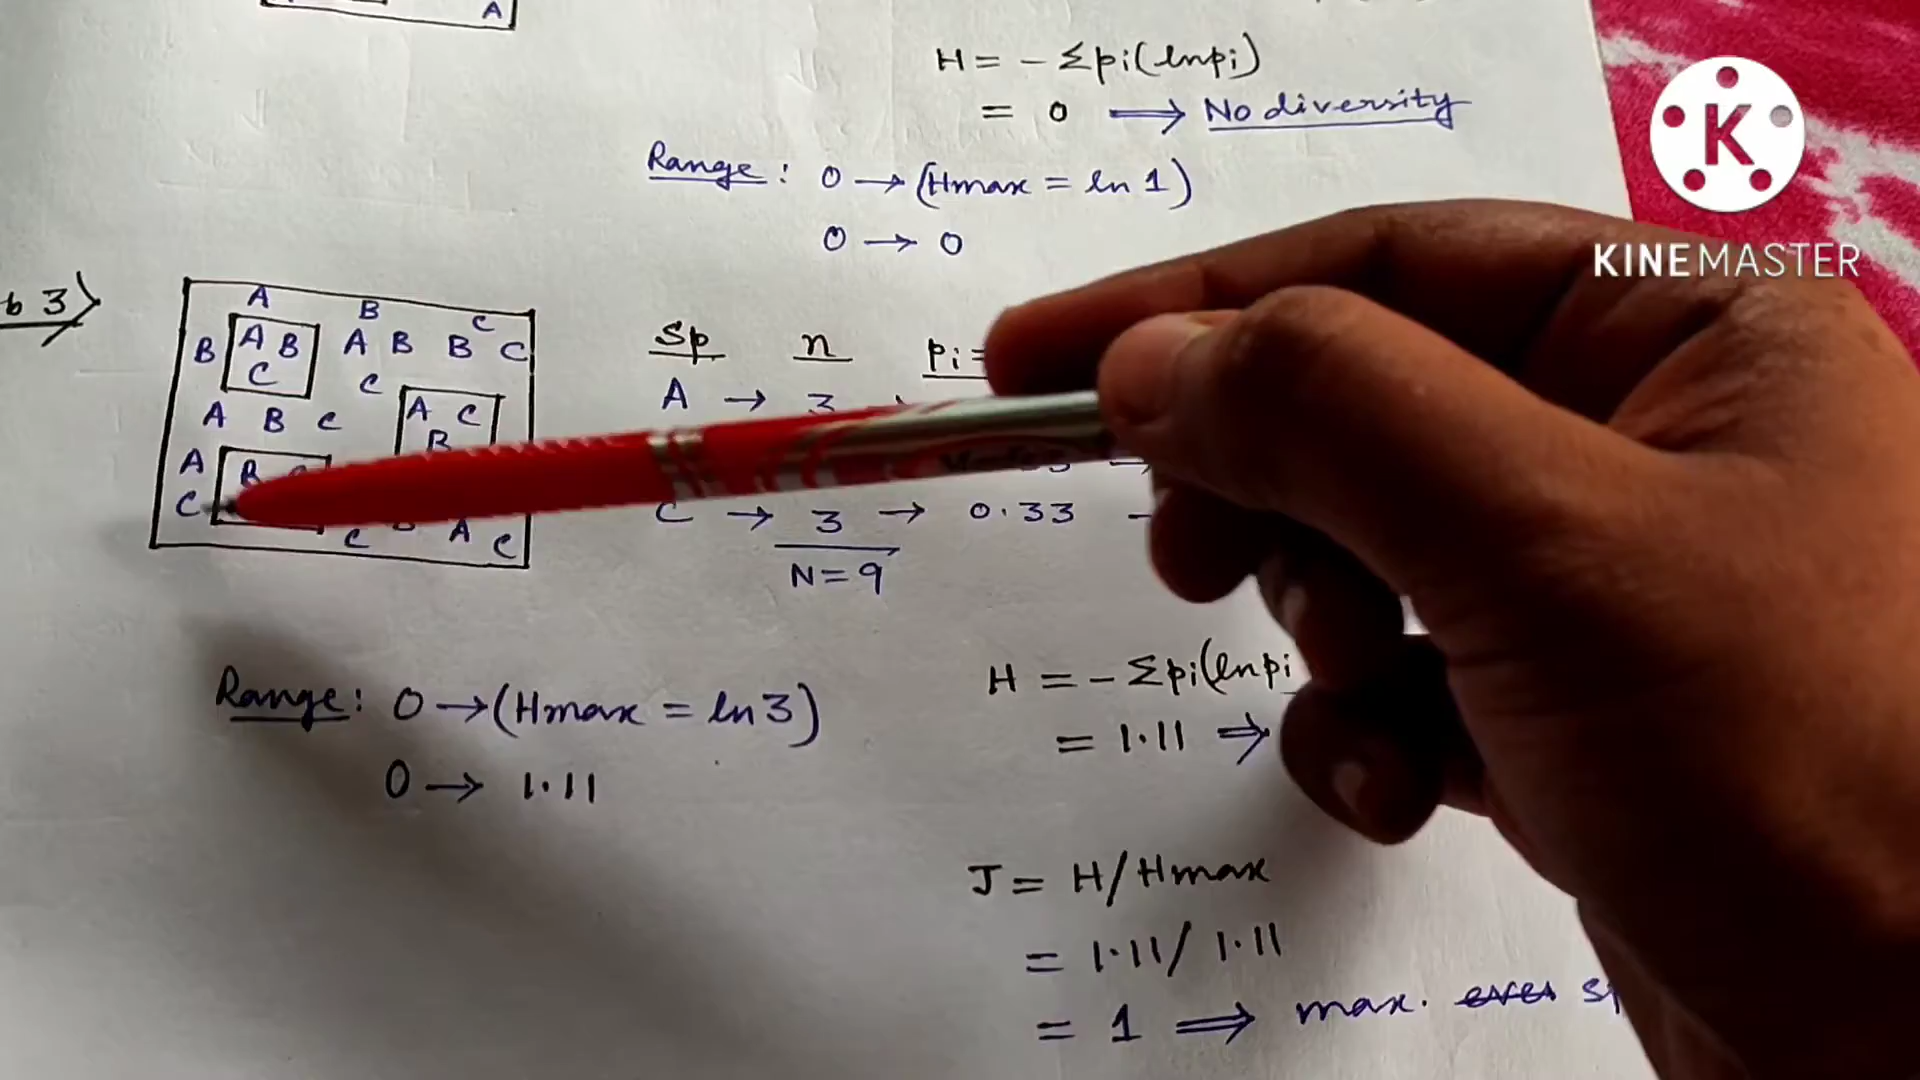 A
H = - Σpi(lnpi)
= 0 ⟹ No diversity
Range: 0 → (Hmax = ln 1)
0 → 0
b 3)
A B C
B A B A B B C
C C
A B C A C
B
A B
C
C B A C
Sp n pi =
A → 3
C → 3 → 0.33 →
N = 9
Range: 0 → (Hmax = ln 3)
0 → 1.11
H = - Σpi(lnpi
= 1.11 ⟹
J = H/Hmax
= 1.11/1.11
= 1 ⟹ max.
K
KINEMASTER